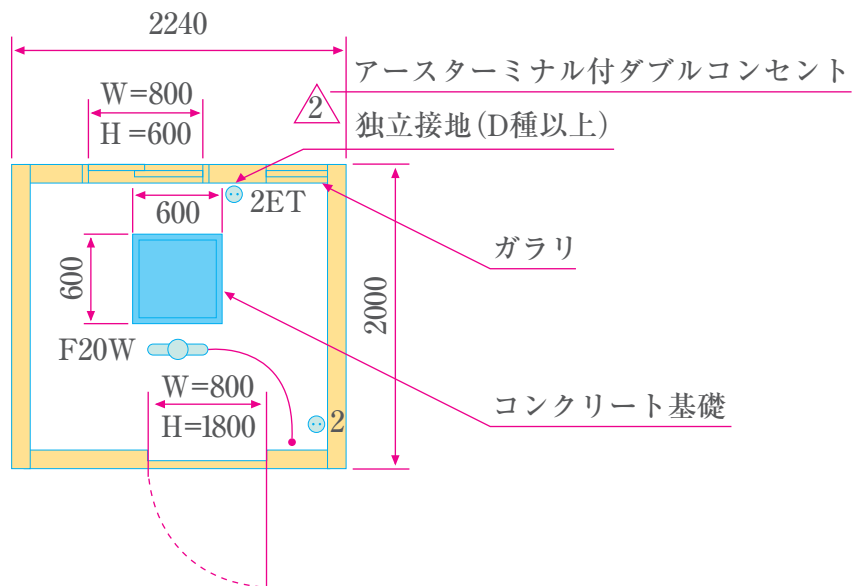 2240
アースターミナル付ダブルコンセント
W=800
H=600
2
独立接地(D種以上)
2ET
600
ガラリ
600
2000
F20W
W=800
H=1800
コンクリート基礎
2